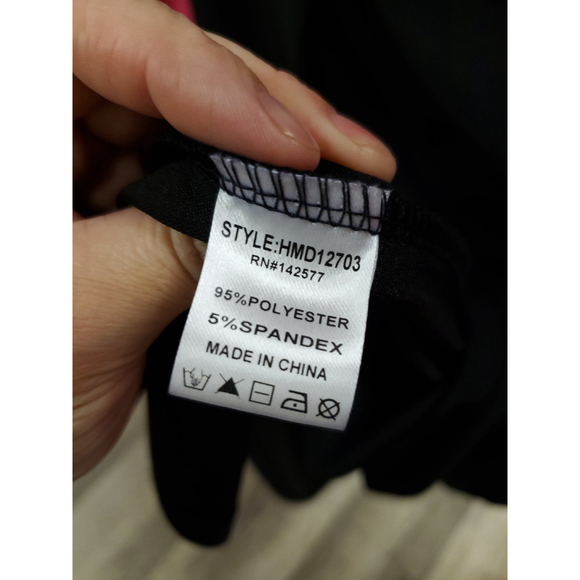 STYLE:HMD12703
RN#142577
95%POLYESTER
5%SPANDEX
MADE IN CHINA